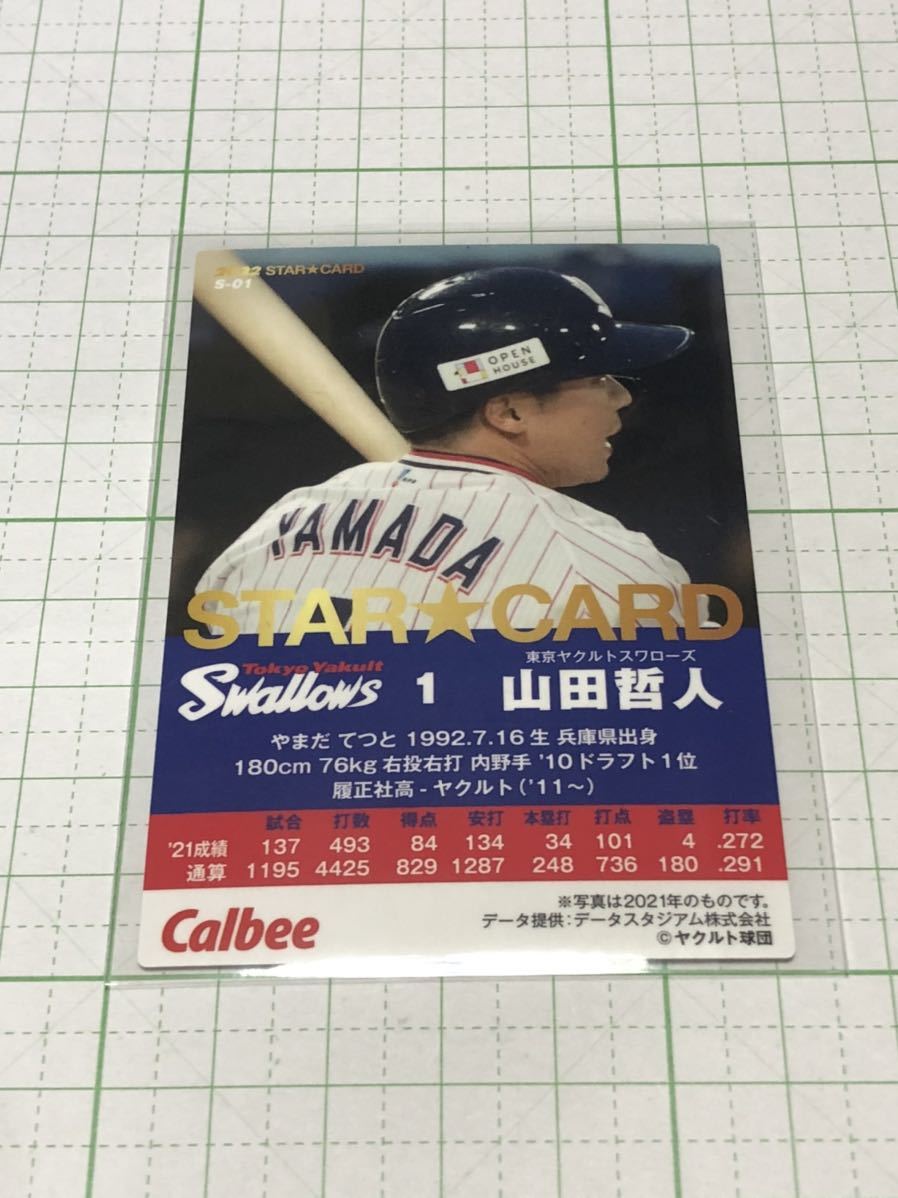 2022 STAR★CARD
S-01
OPEN HOUSE
YAMADA
STAR★CARD
東京ヤクルトスワローズ
Tokyo Yakult
Swallows 1 山田哲人
やまだ てつと 1992.7.16生 兵庫県出身
180cm 76kg 右投右打 内野手 '10ドラフト1位
履正社高-ヤクルト('11～)
試合 打数 得点 安打 本塁打 打点 盗塁 打率
'21成績 137 493 84 134 34 101 4 .272
通算 1195 4425 829 1287 248 736 180 .291
Calbee
※写真は2021年のものです。
データ提供:データスタジアム株式会社
©ヤクルト球団